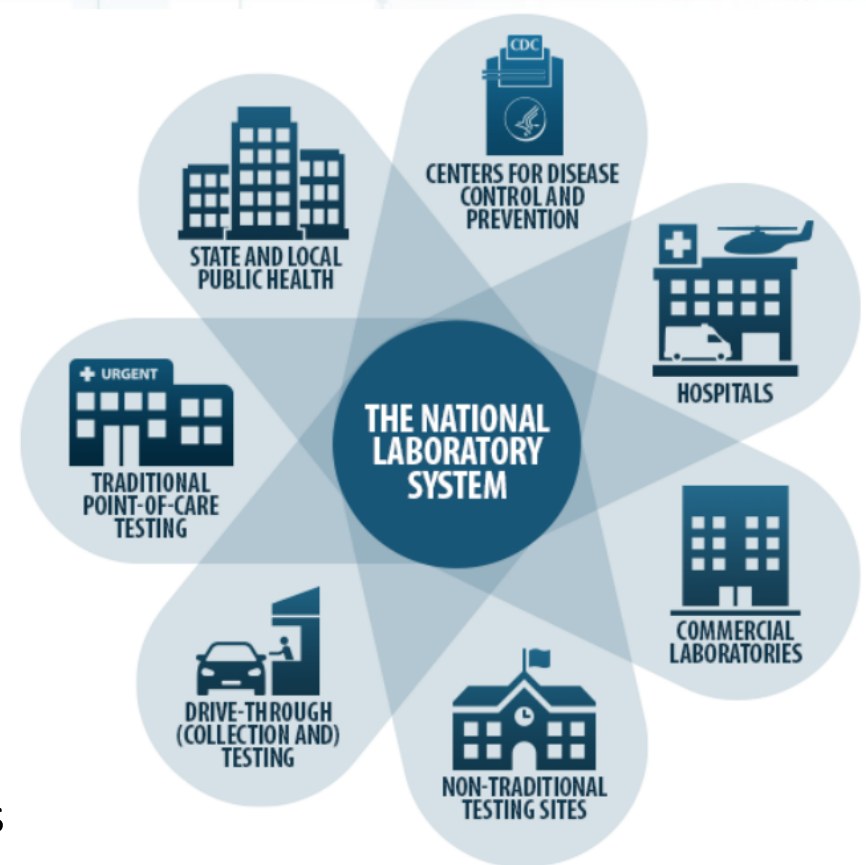 CDC
CENTERS FOR DISEASE
CONTROL AND
PREVENTION
STATE AND LOCAL
PUBLIC HEALTH
HOSPITALS
+ URGENT
TRADITIONAL
POINT-OF-CARE
TESTING
THE NATIONAL
LABORATORY
SYSTEM
COMMERCIAL
LABORATORIES
DRIVE-THROUGH
(COLLECTION AND)
TESTING
NON-TRADITIONAL
TESTING SITES
s